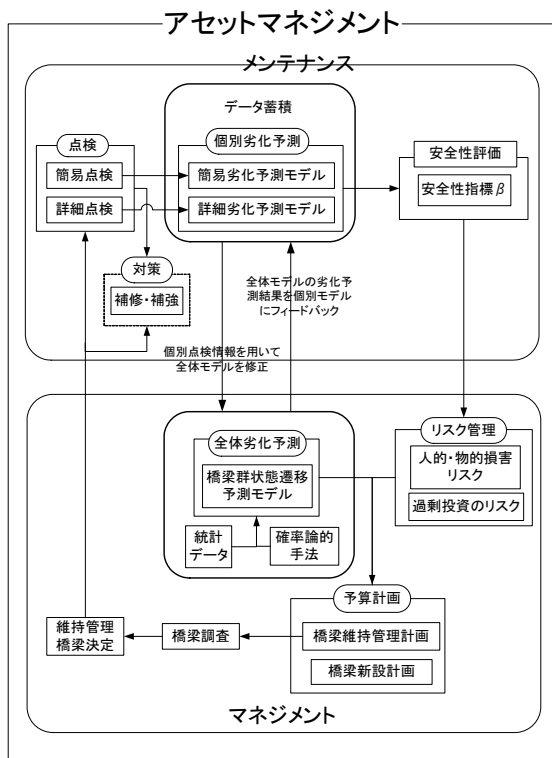 アセットマネジメント
メンテナンス
データ蓄積
点検
簡易点検
詳細点検
個別劣化予測
簡易劣化予測モデル
詳細劣化予測モデル
安全性評価
安全性指標β
対策
補修・補強
全体モデルの劣化予
測結果を個別モデル
にフィードバック
個別点検情報を用いて
全体モデルを修正
全体劣化予測
橋梁群状態遷移
予測モデル
統計
データ
確率論的
手法
リスク管理
人的・物的損害
リスク
過剰投資のリスク
予算計画
橋梁維持管理計画
橋梁新設計画
橋梁調査
維持管理
橋梁決定
マネジメント